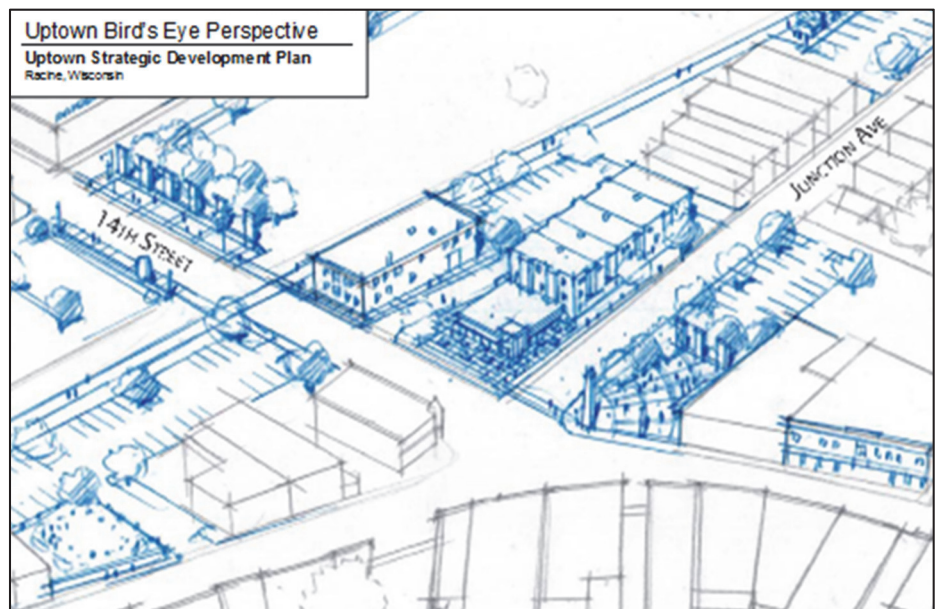 Uptown Bird's Eye Perspective
Uptown Strategic Development Plan
Racine, Wisconsin
JUNCTION AVE
14TH STREET